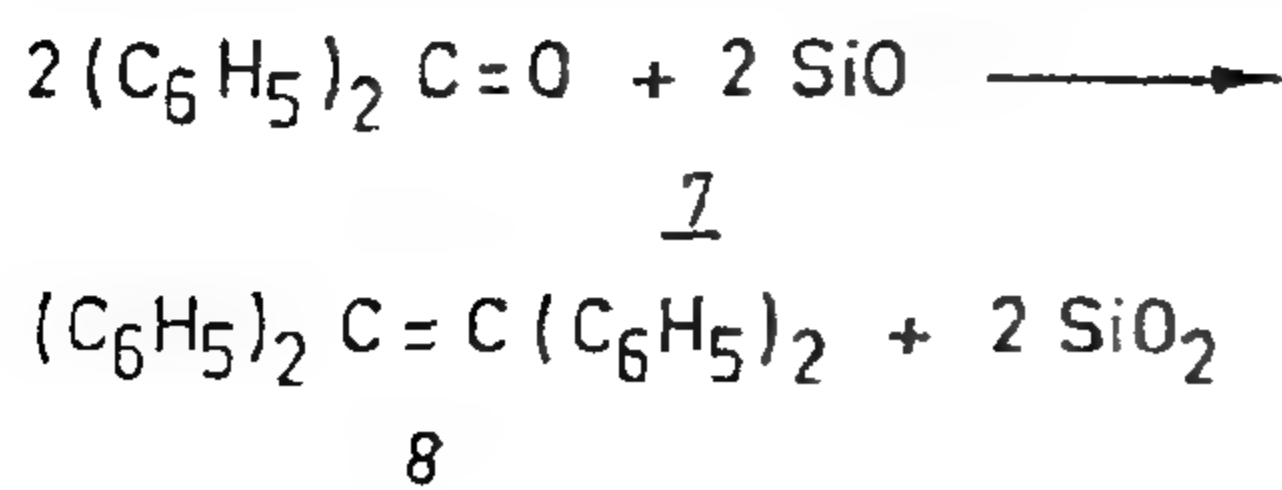 2 (C₆H₅)₂ C=O + 2 SiO ⟶
7
(C₆H₅)₂ C=C (C₆H₅)₂ + 2 SiO₂
8